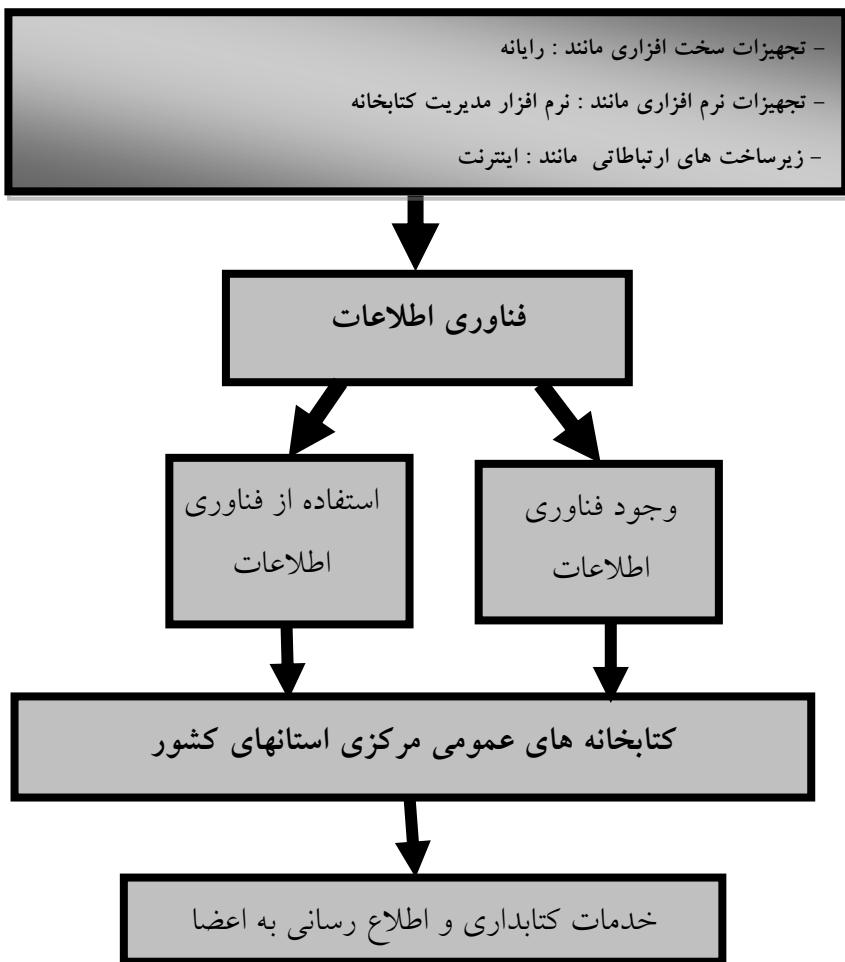 - تجهیزات سخت افزاری مانند : رایانه
- تجهیزات نرم افزاری مانند : نرم افزار مدیریت کتابخانه
- زیرساخت های ارتباطاتی مانند : اینترنت
فناوری اطلاعات
وجود فناوری
اطلاعات
استفاده از فناوری
اطلاعات
کتابخانه های عمومی مرکزی استانهای کشور
خدمات کتابداری و اطلاع رسانی به اعضا